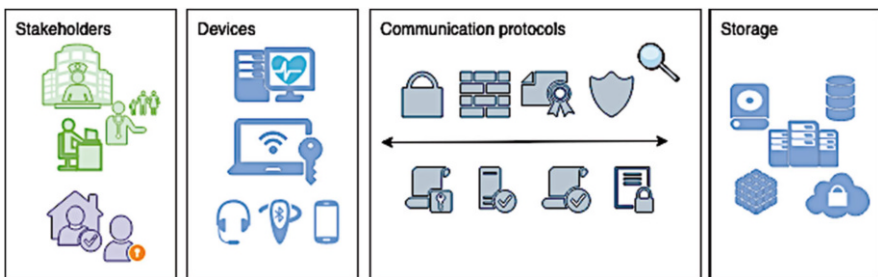 Stakeholders
Devices
Communication protocols
Storage